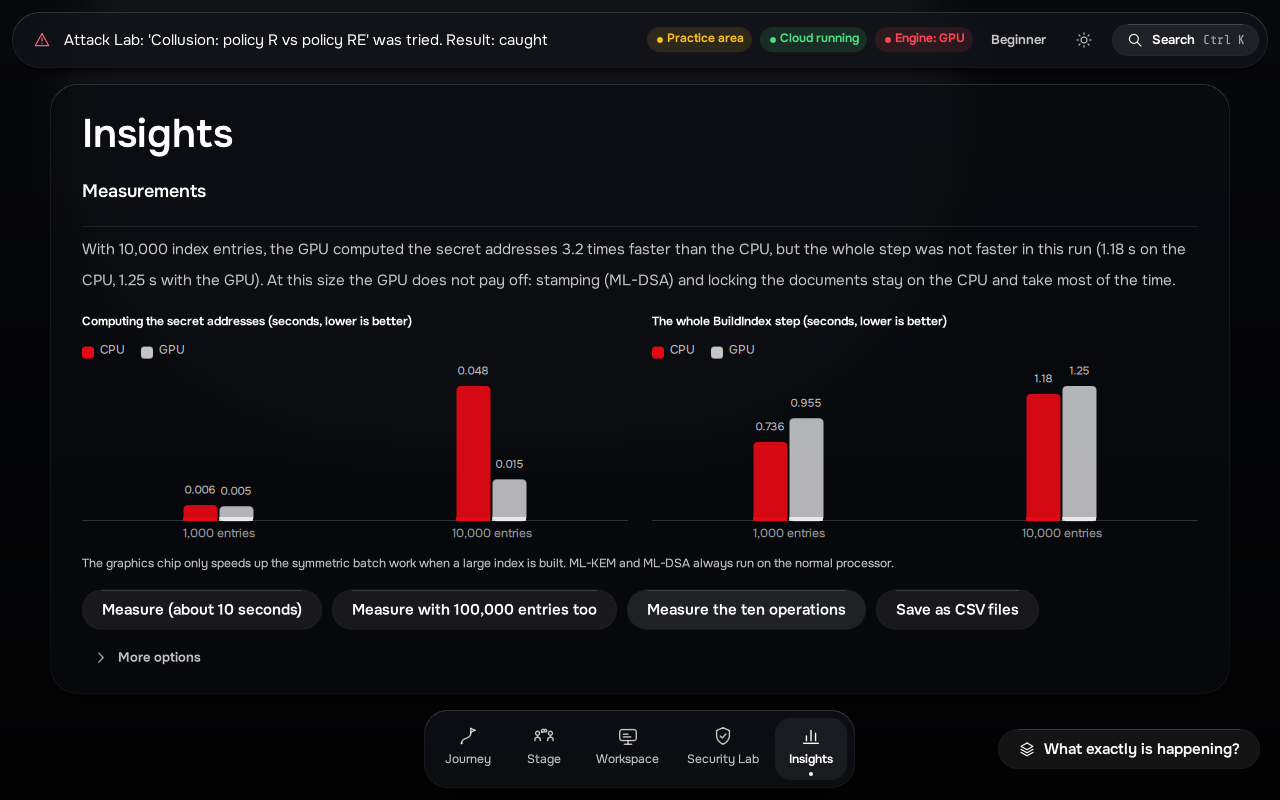 Attack Lab: 'Collusion: policy R vs policy RE' was tried. Result: caught
Practice area
Cloud running
Engine: GPU
Beginner
Search Ctrl K
Insights
Measurements
With 10,000 index entries, the GPU computed the secret addresses 3.2 times faster than the CPU, but the whole step was not faster in this run (1.18 s on the
CPU, 1.25 s with the GPU). At this size the GPU does not pay off: stamping (ML-DSA) and locking the documents stay on the CPU and take most of the time.
Computing the secret addresses (seconds, lower is better)
CPU GPU
0.006 0.005
0.048
0.015
1,000 entries
10,000 entries
The whole BuildIndex step (seconds, lower is better)
CPU GPU
0.736
0.955
1.18
1.25
1,000 entries
10,000 entries
The graphics chip only speeds up the symmetric batch work when a large index is built. ML-KEM and ML-DSA always run on the normal processor.
Measure (about 10 seconds)
Measure with 100,000 entries too
Measure the ten operations
Save as CSV files
More options
Journey
Stage
Workspace
Security Lab
Insights
What exactly is happening?